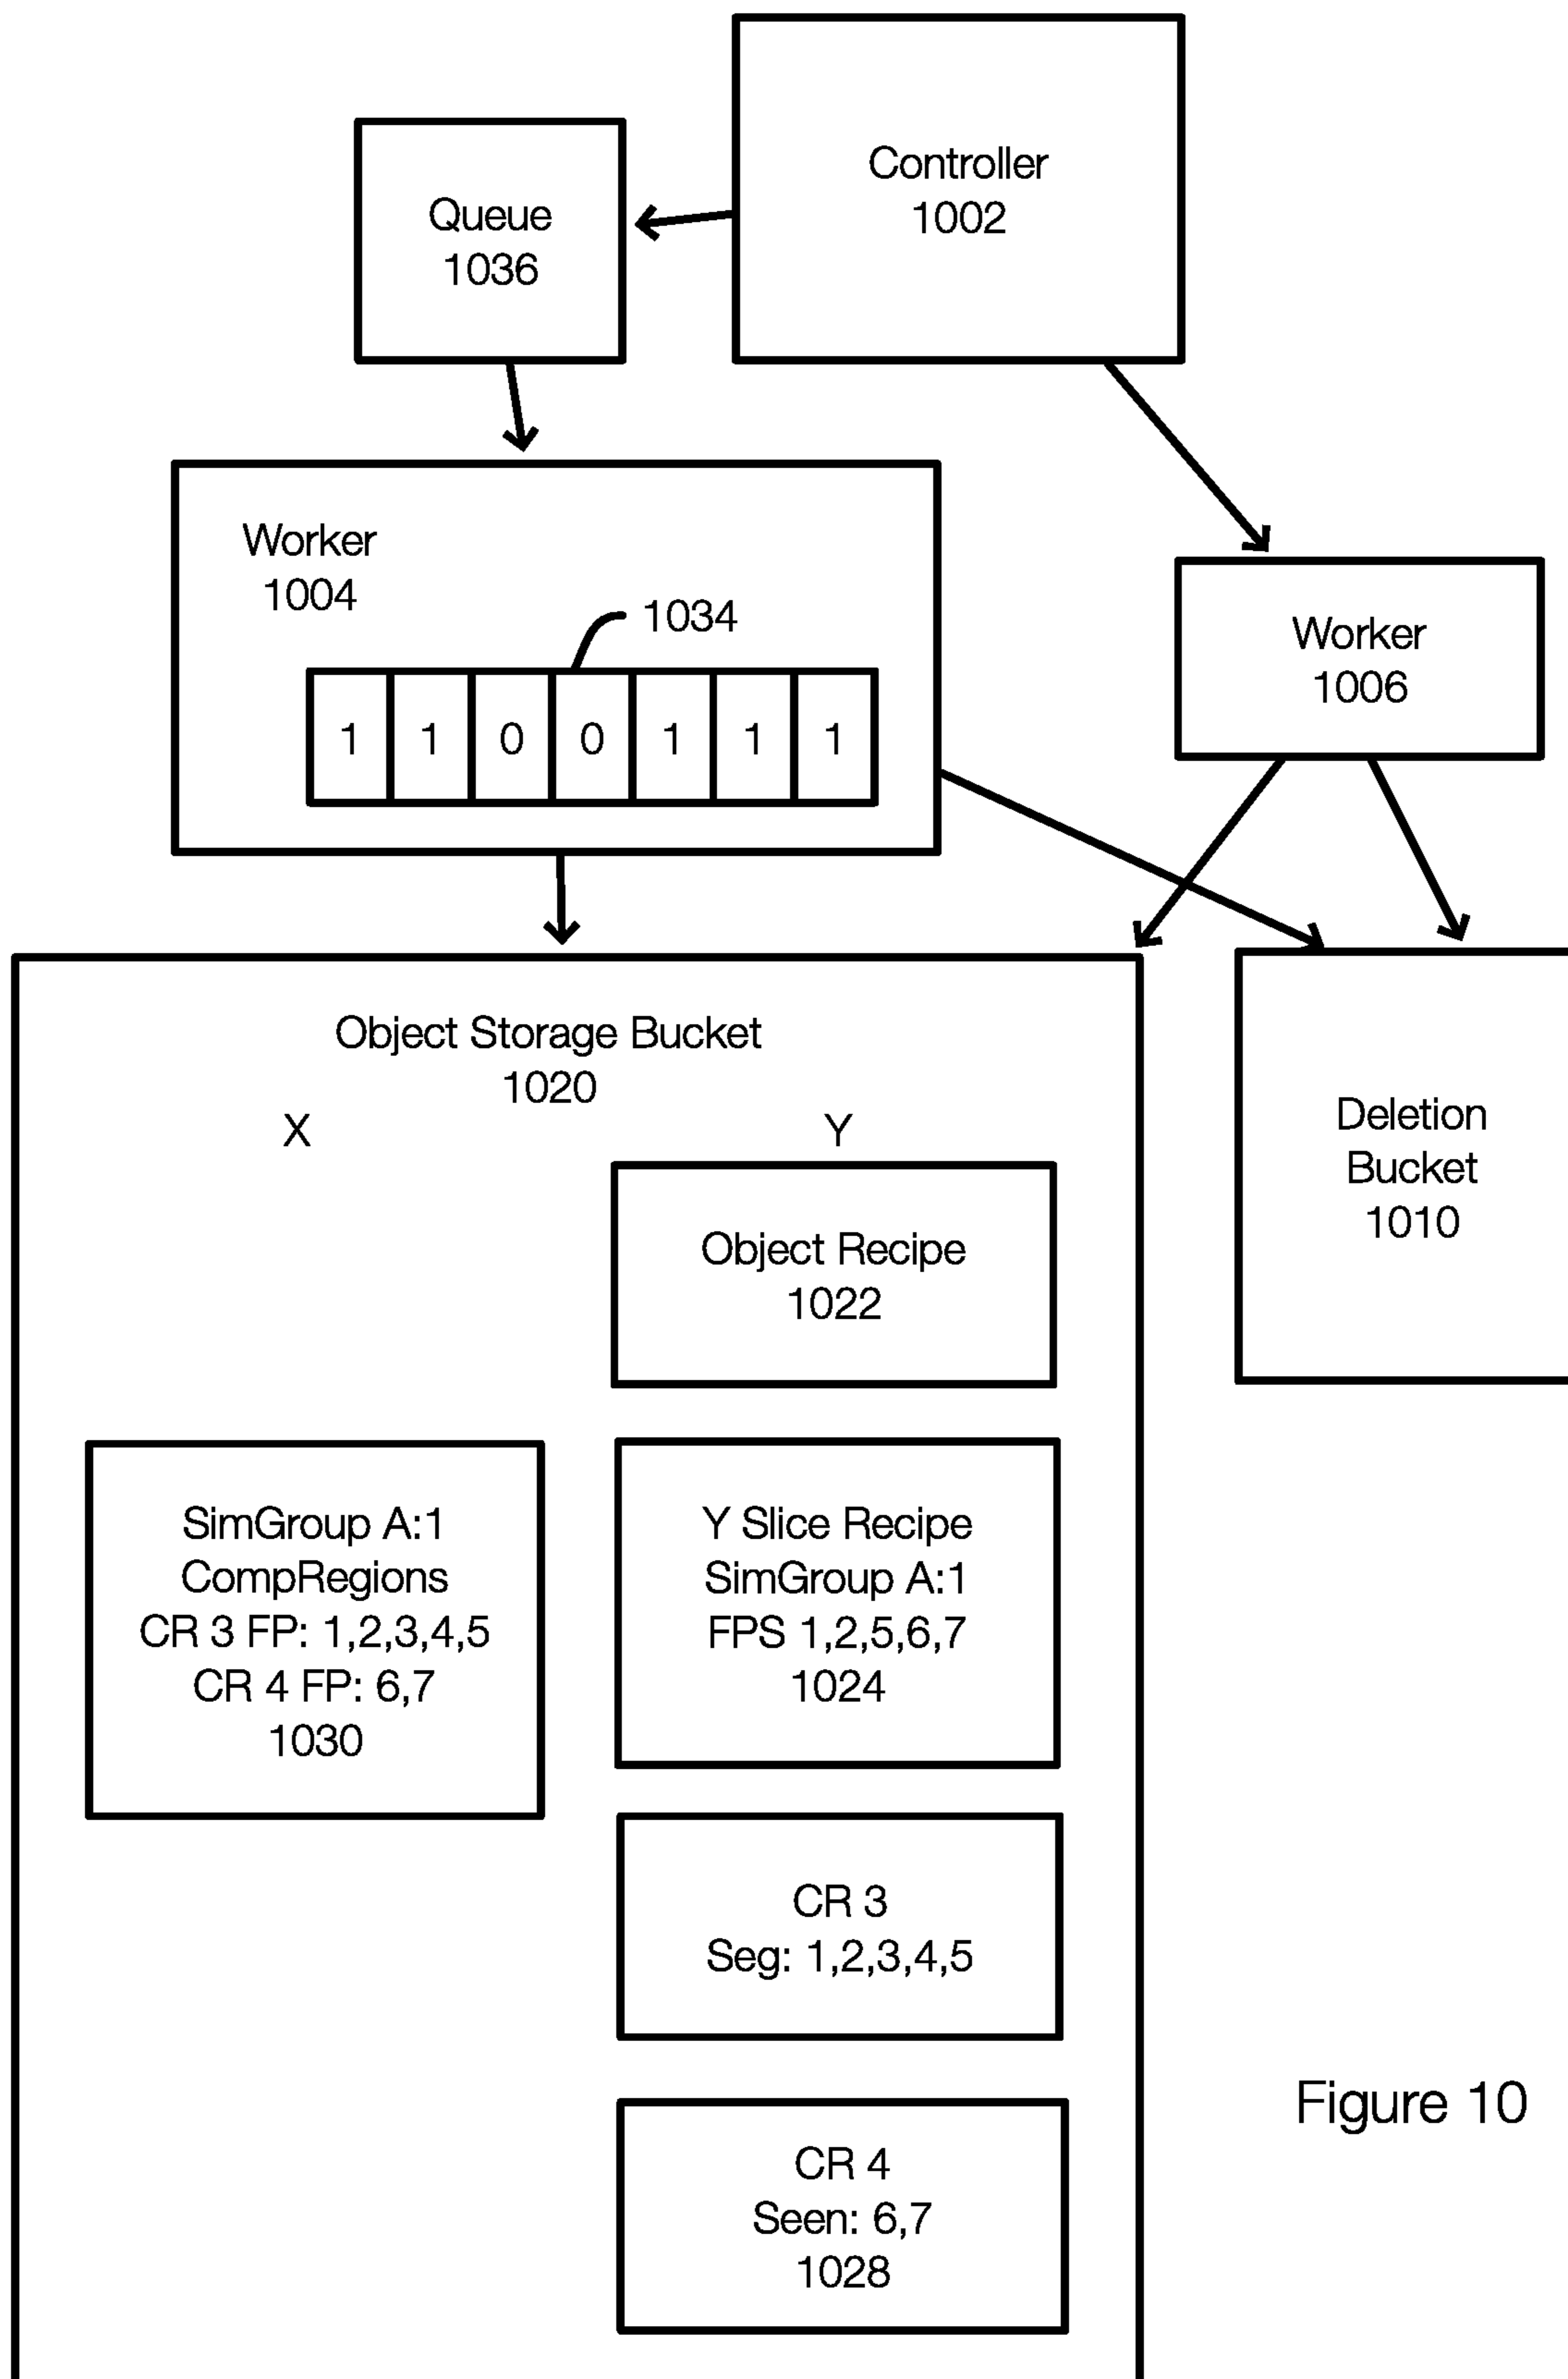 Controller
1002
Queue
1036
Worker
1004
1034
1 1 0 0 1 1 1
Worker
1006
Object Storage Bucket
1020
X
Y
Object Recipe
1022
Deletion
Bucket
1010
SimGroup A:1
CompRegions
CR 3 FP: 1,2,3,4,5
CR 4 FP: 6,7
1030
Y Slice Recipe
SimGroup A:1
FPS 1,2,5,6,7
1024
CR 3
Seg: 1,2,3,4,5
CR 4
Seen: 6,7
1028
Figure 10